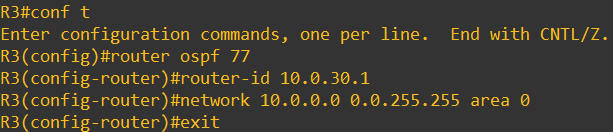 R3#conf t
Enter configuration commands, one per line.  End with CNTL/Z.
R3(config)#router ospf 77
R3(config-router)#router-id 10.0.30.1
R3(config-router)#network 10.0.0.0 0.0.255.255 area 0
R3(config-router)#exit